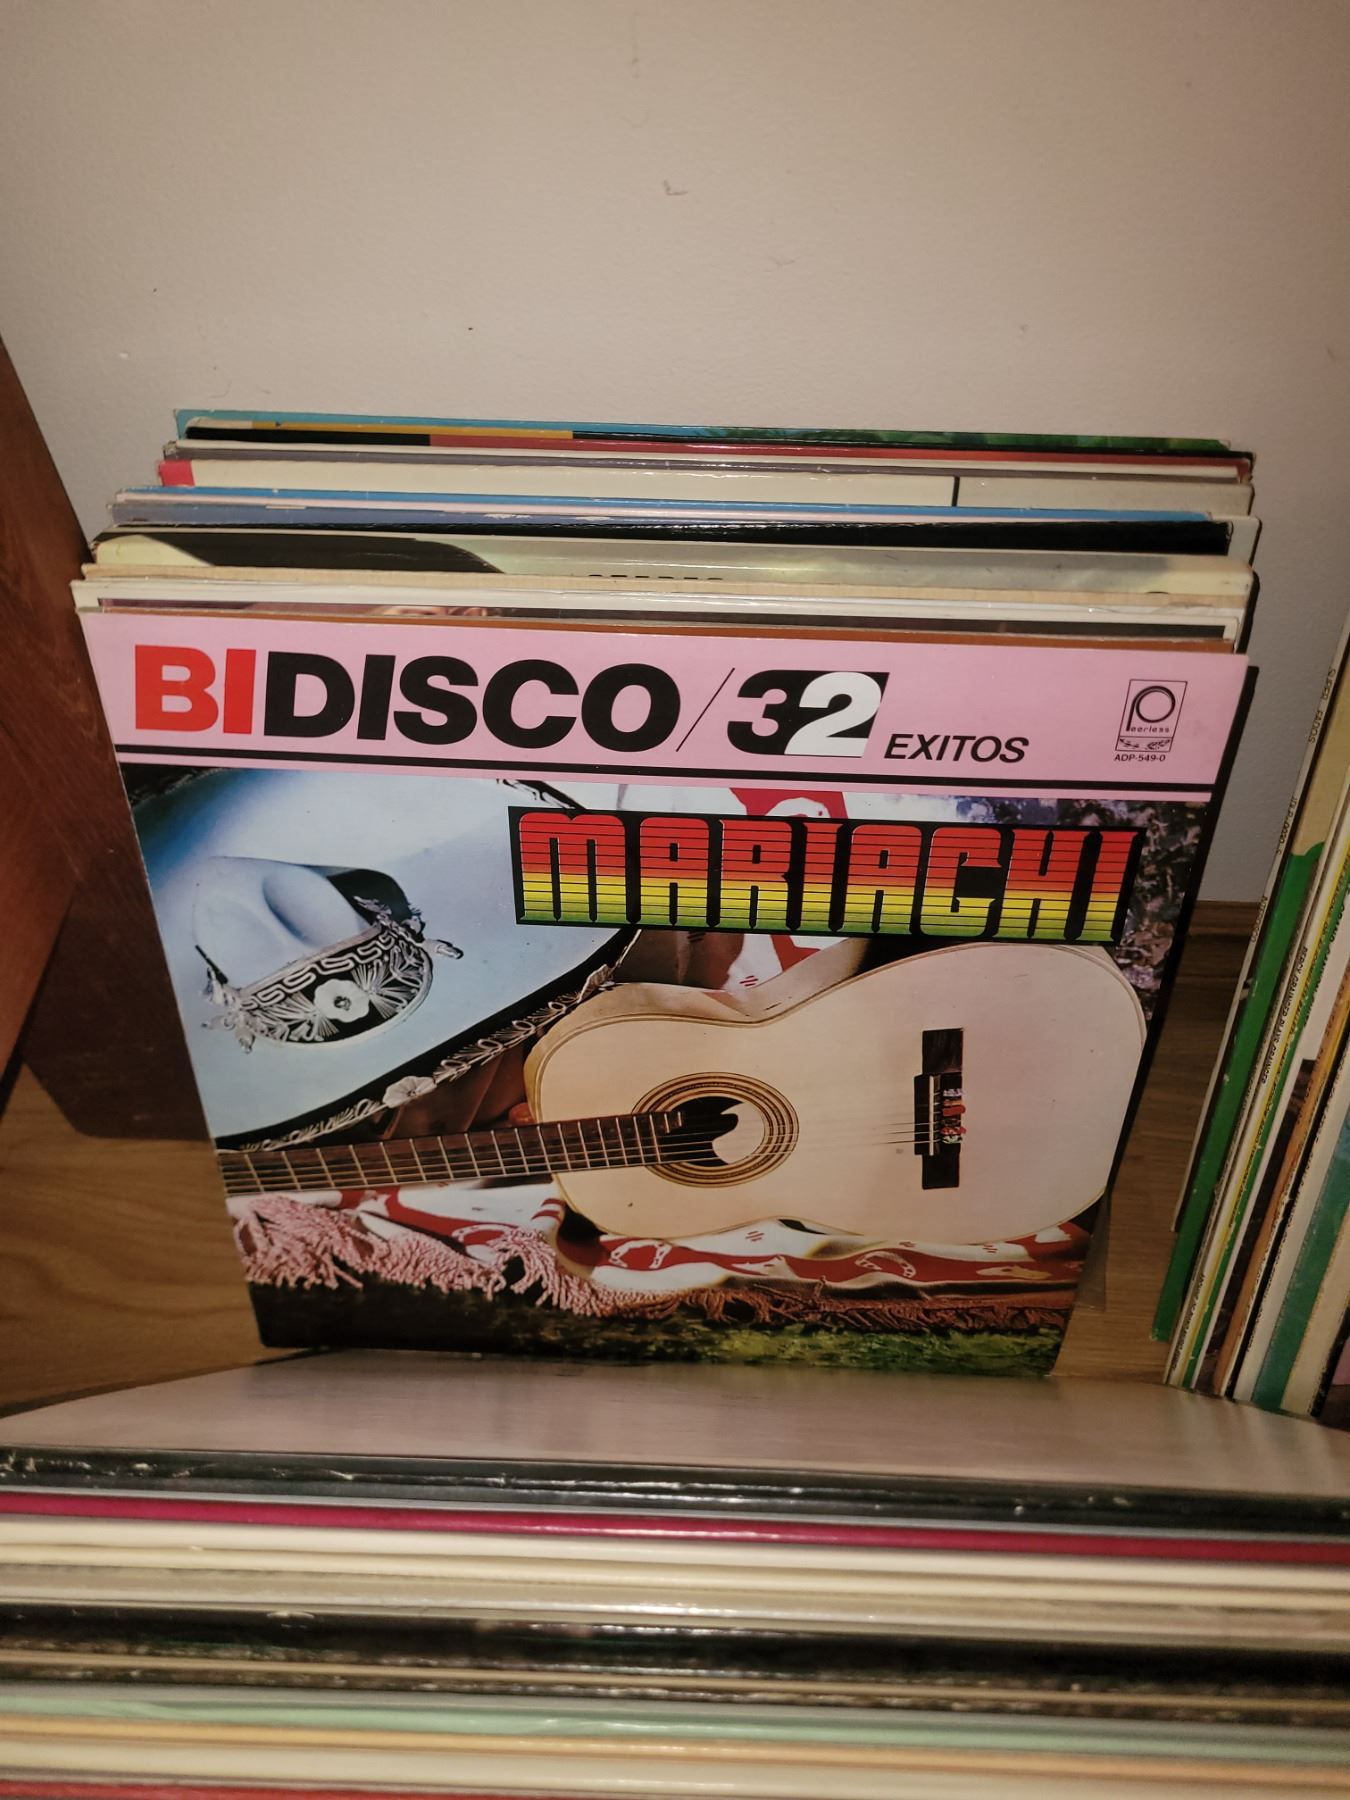 BIDISCO/32 EXITOS
Peerless
ADP-549-0
MARIACHI